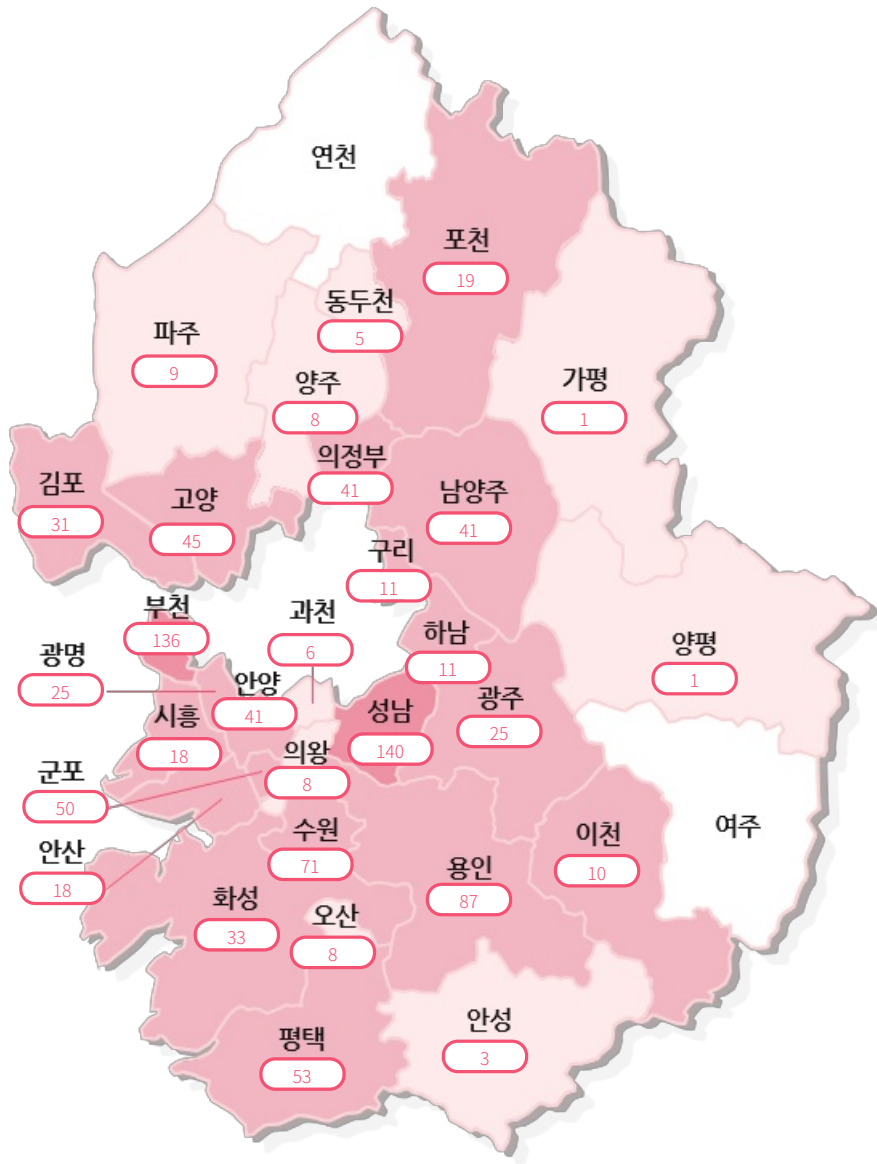 연천
포천
19
동두천
5
파주
9
양주
8
가평
1
의정부
41
김포
31
고양
45
남양주
41
구리
11
부천
136
과천
6
하남
11
양평
1
광명
25
안양
41
시흥
18
성남
140
광주
25
의왕
8
군포
50
수원
71
이천
10
여주
안산
18
용인
87
화성
33
오산
8
안성
3
평택
53